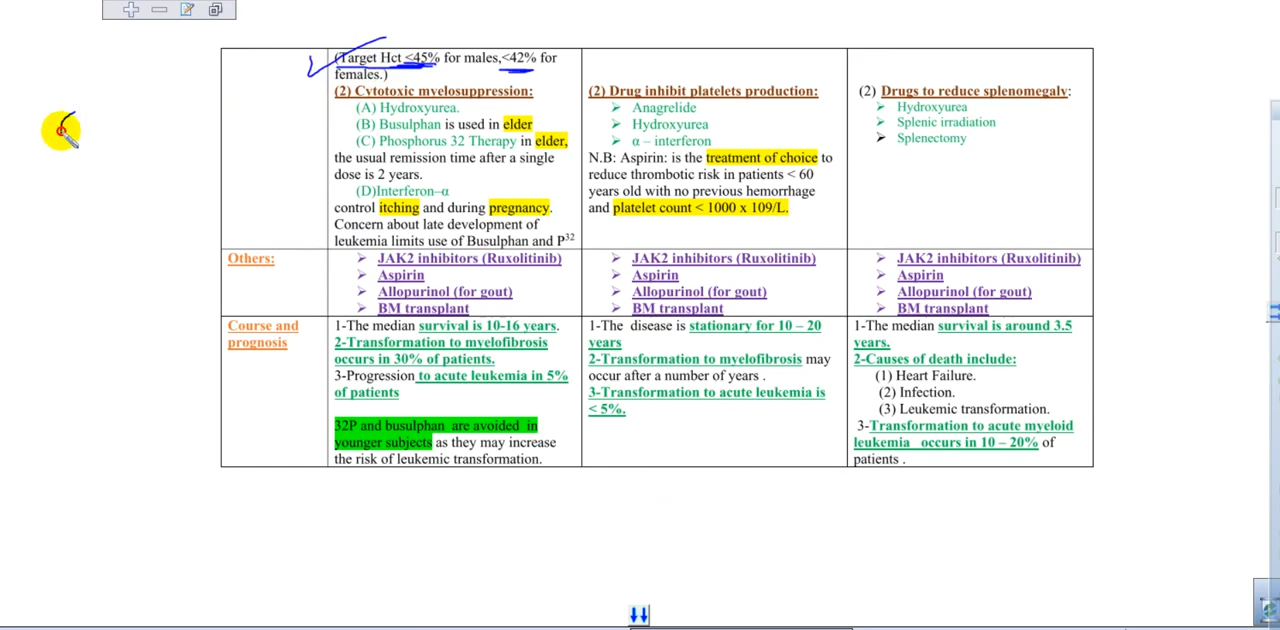 (Target Hct <45% for males,<42% for
females.)
(2) Cytotoxic myelosuppression:
(A) Hydroxyurea.
(B) Busulphan is used in elder
(C) Phosphorus 32 Therapy in elder,
the usual remission time after a single
dose is 2 years.
(D)Interferon–α
control itching and during pregnancy.
Concern about late development of
leukemia limits use of Busulphan and P³²
(2) Drug inhibit platelets production:
➢ Anagrelide
➢ Hydroxyurea
➢ α – interferon
N.B: Aspirin: is the treatment of choice to
reduce thrombotic risk in patients < 60
years old with no previous hemorrhage
and platelet count < 1000 x 109/L.
(2) Drugs to reduce splenomegaly:
➢ Hydroxyurea
➢ Splenic irradiation
➢ Splenectomy
Others:
➢ JAK2 inhibitors (Ruxolitinib)
➢ Aspirin
➢ Allopurinol (for gout)
➢ BM transplant
➢ JAK2 inhibitors (Ruxolitinib)
➢ Aspirin
➢ Allopurinol (for gout)
➢ BM transplant
➢ JAK2 inhibitors (Ruxolitinib)
➢ Aspirin
➢ Allopurinol (for gout)
➢ BM transplant
Course and
prognosis
1-The median survival is 10-16 years.
2-Transformation to myelofibrosis
occurs in 30% of patients.
3-Progression to acute leukemia in 5%
of patients
32P and busulphan are avoided in
younger subjects as they may increase
the risk of leukemic transformation.
1-The disease is stationary for 10 – 20
years
2-Transformation to myelofibrosis may
occur after a number of years .
3-Transformation to acute leukemia is
< 5%.
1-The median survival is around 3.5
years.
2-Causes of death include:
(1) Heart Failure.
(2) Infection.
(3) Leukemic transformation.
3-Transformation to acute myeloid
leukemia occurs in 10 – 20% of
patients .